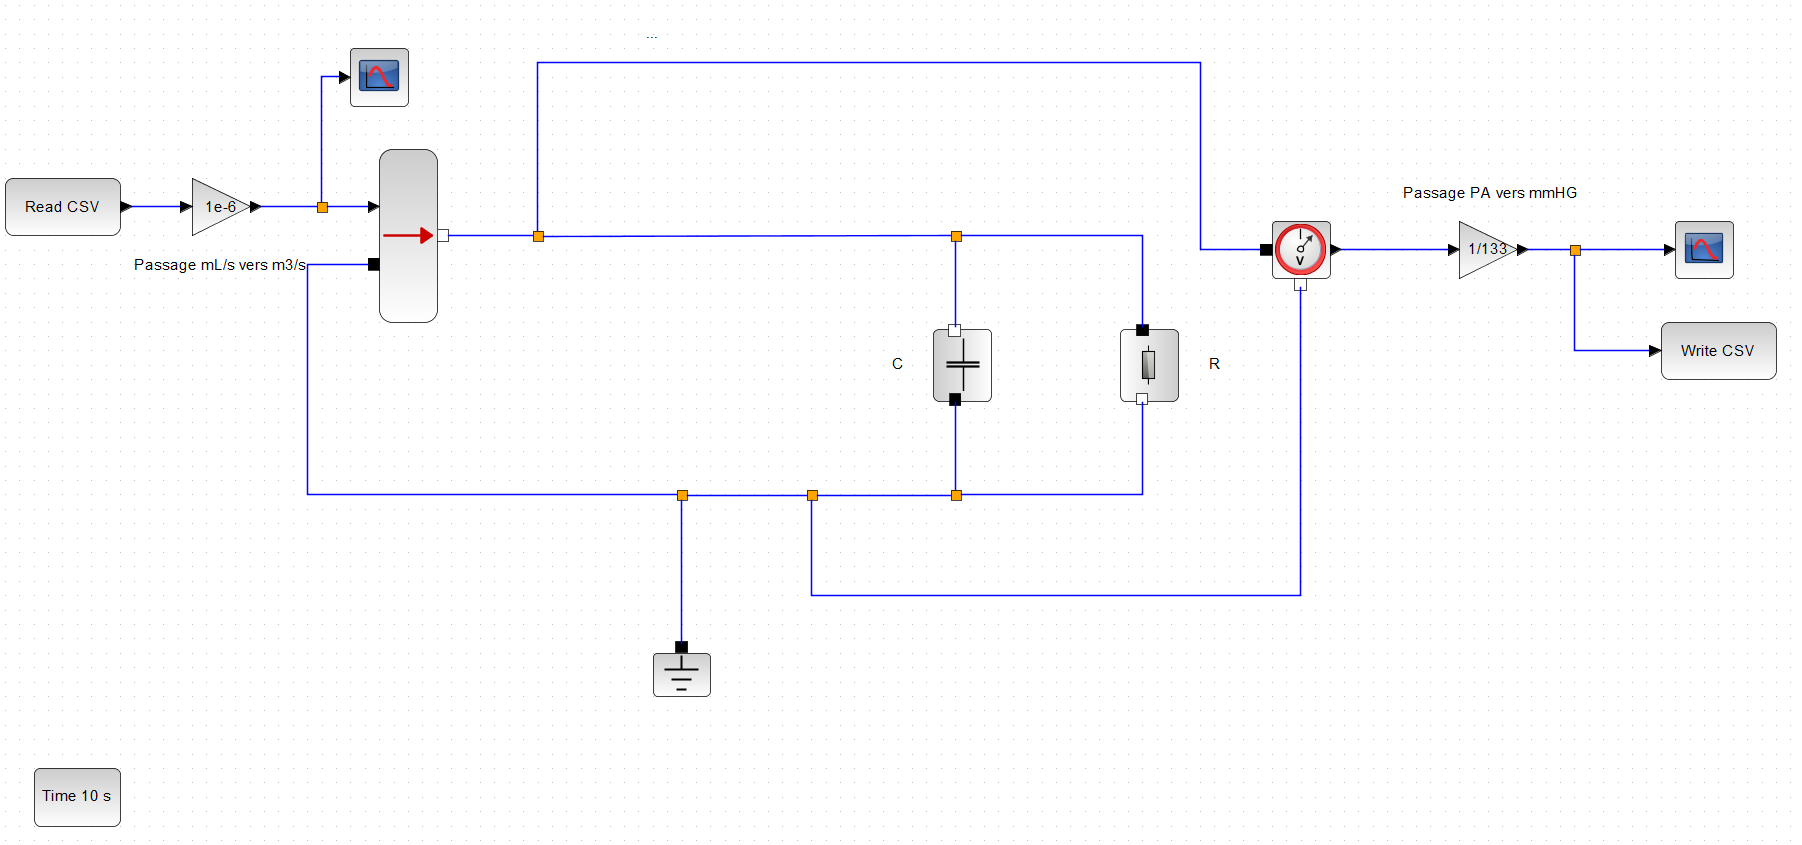 ...
Read CSV
1e-6
Passage mL/s vers m3/s
Passage PA vers mmHG
1/133
I
V
Write CSV
C
R
Time 10 s